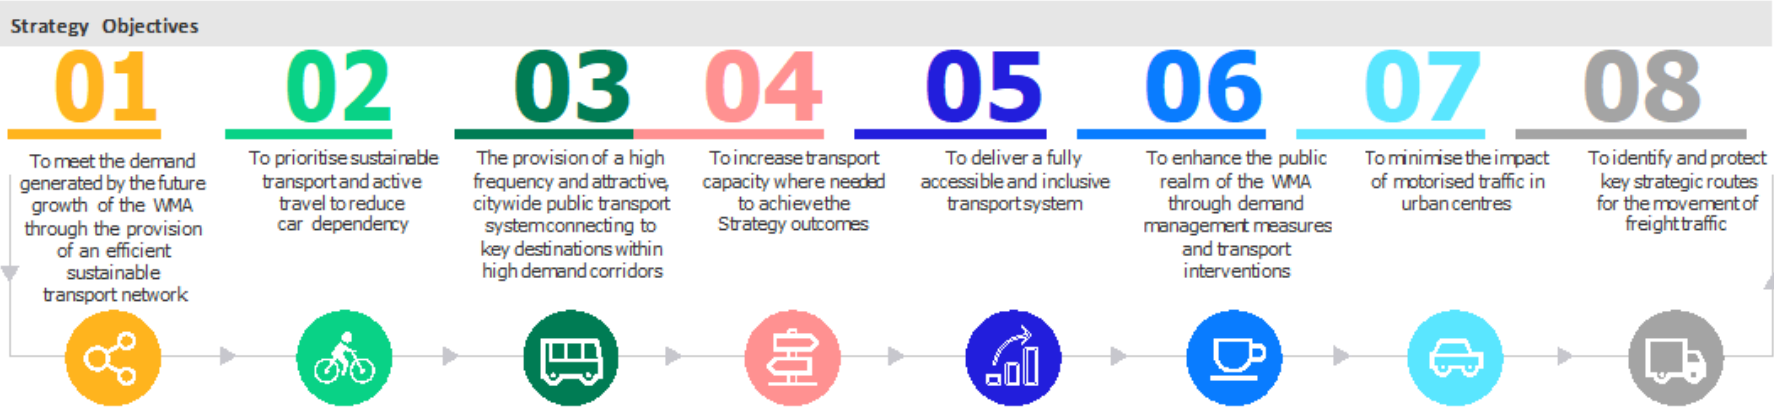 Strategy Objectives
01
To meet the demand
generated by the future
growth of the WMA
through the provision
of an efficient
sustainable
transport network
02
To prioritise sustainable
transport and active
travel to reduce
car dependency
03
The provision of a high
frequency and attractive,
citywide public transport
system connecting to
key destinations within
high demand corridors
04
To increase transport
capacity where needed
to achieve the
Strategy outcomes
05
To deliver a fully
accessible and inclusive
transport system
06
To enhance the public
realm of the WMA
through demand
management measures
and transport
interventions
07
To minimise the impact
of motorised traffic in
urban centres
08
To identify and protect
key strategic routes
for the movement of
freight traffic